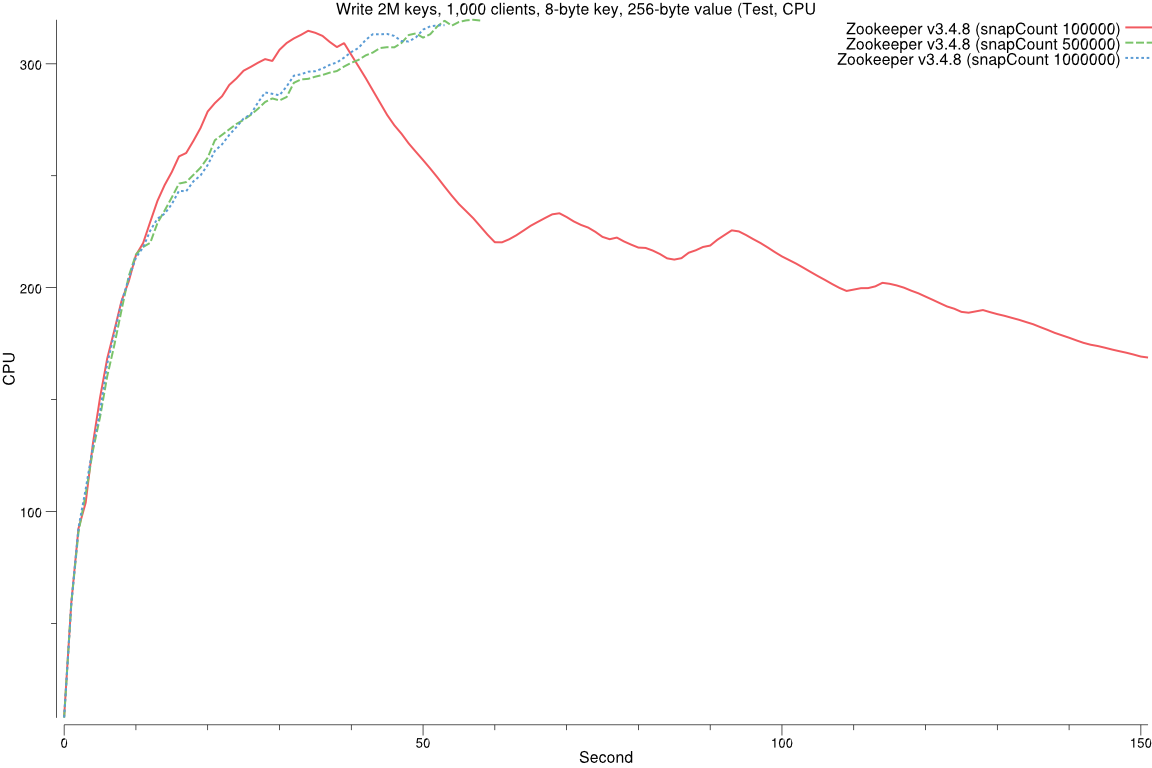 Write 2M keys, 1,000 clients, 8-byte key, 256-byte value (Test, CPU
Zookeeper v3.4.8 (snapCount 100000)
Zookeeper v3.4.8 (snapCount 500000)
Zookeeper v3.4.8 (snapCount 1000000)
300
200
100
CPU
0
50
100
150
Second